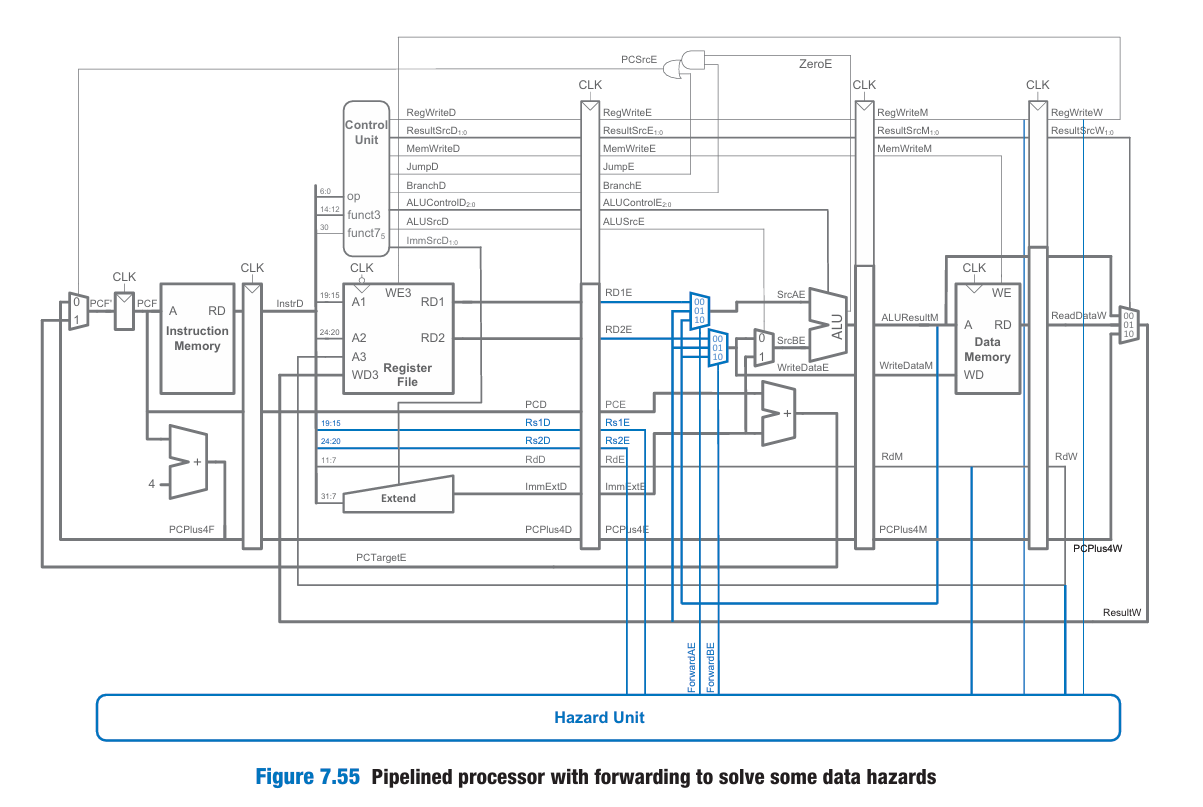 PCSrcE
ZeroE
CLK CLK CLK
Control
Unit
RegWriteD RegWriteE RegWriteM RegWriteW
ResultSrcD1:0 ResultSrcE1:0 ResultSrcM1:0 ResultSrcW1:0
MemWriteD MemWriteE MemWriteM
JumpD JumpE
BranchD BranchE
6:0 op
ALUControlD2:0 ALUControlE2:0
14:12 funct3
ALUSrcD ALUSrcE
30 funct75
ImmSrcD1:0
CLK CLK CLK CLK
0
1
PCF' PCF
A RD
Instruction
Memory
InstrD
19:15 A1 WE3 RD1
24:20 A2 RD2
A3
WD3
Register
File
RD1E
00
01
10
RD2E
00
01
10
SrcAE
0
1
SrcBE
ALU
WriteDataE
ALUResultM
WriteDataM
WE
A RD
Data
Memory
WD
ReadDataW
00
01
10
PCD PCE
+
19:15 Rs1D Rs1E
24:20 Rs2D Rs2E
11:7 RdD RdE RdM RdW
+
4
31:7 Extend ImmExtD ImmExtE
PCPlus4F PCPlus4D PCPlus4E PCPlus4M PCPlus4W
PCTargetE
ResultW
ForwardAE
ForwardBE
Hazard Unit
Figure 7.55 Pipelined processor with forwarding to solve some data hazards